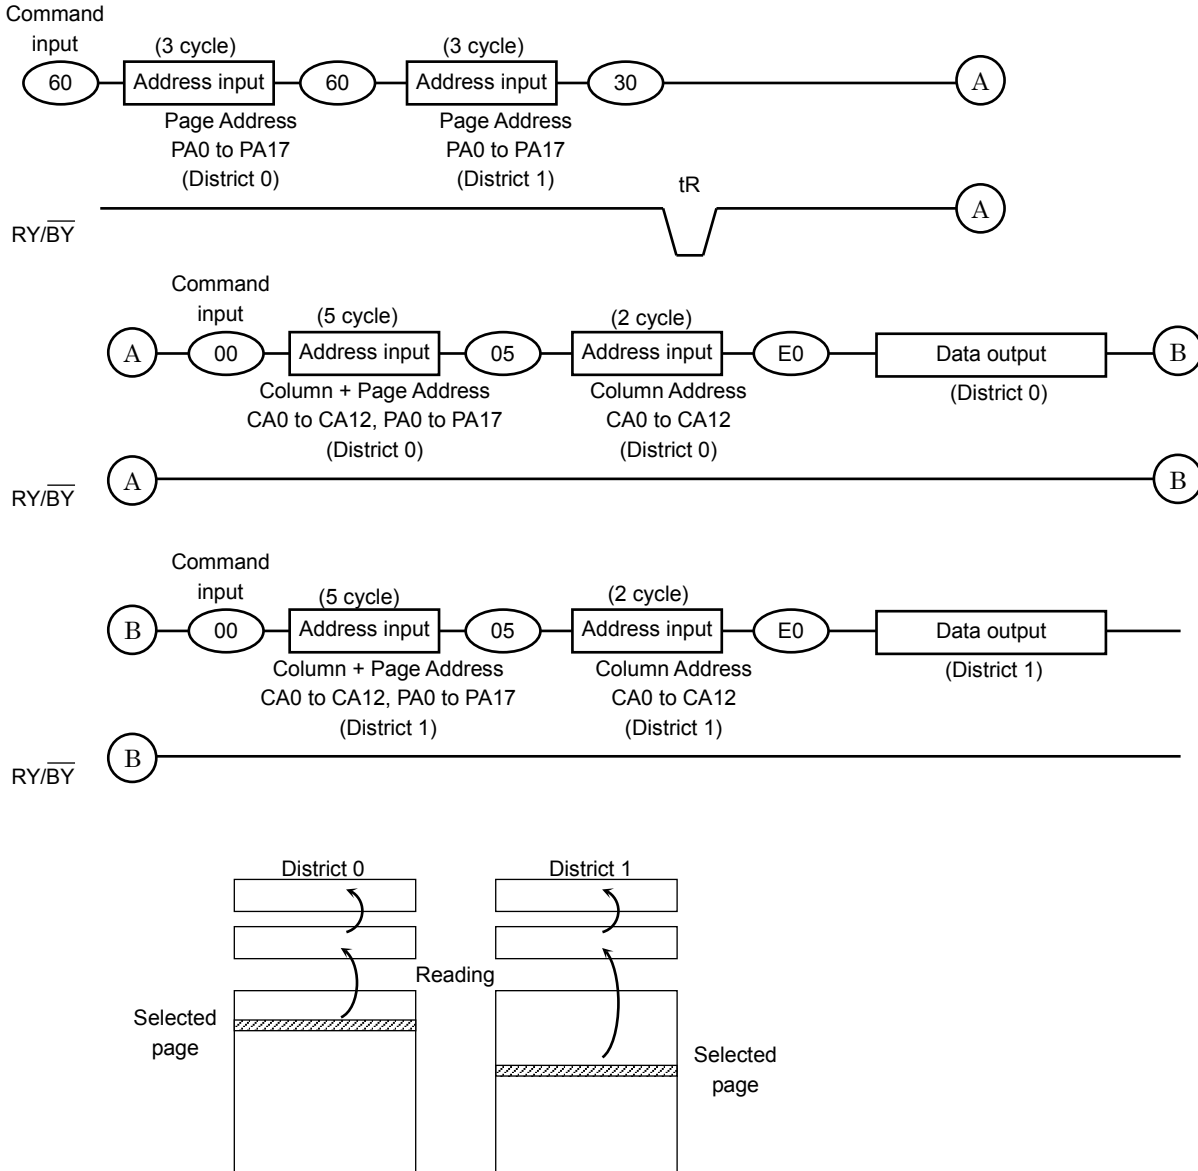 Command
input
(3 cycle)
(3 cycle)
60
Address input
60
Address input
30
A
Page Address
PA0 to PA17
(District 0)
Page Address
PA0 to PA17
(District 1)
tR
RY/BY
A
Command
input
(5 cycle)
(2 cycle)
A
00
Address input
05
Address input
E0
Data output
B
Column + Page Address
CA0 to CA12, PA0 to PA17
(District 0)
Column Address
CA0 to CA12
(District 0)
(District 0)
RY/BY
A
B
Command
input
(5 cycle)
(2 cycle)
B
00
Address input
05
Address input
E0
Data output
Column + Page Address
CA0 to CA12, PA0 to PA17
(District 1)
Column Address
CA0 to CA12
(District 1)
(District 1)
RY/BY
B
District 0
District 1
Reading
Selected
page
Selected
page